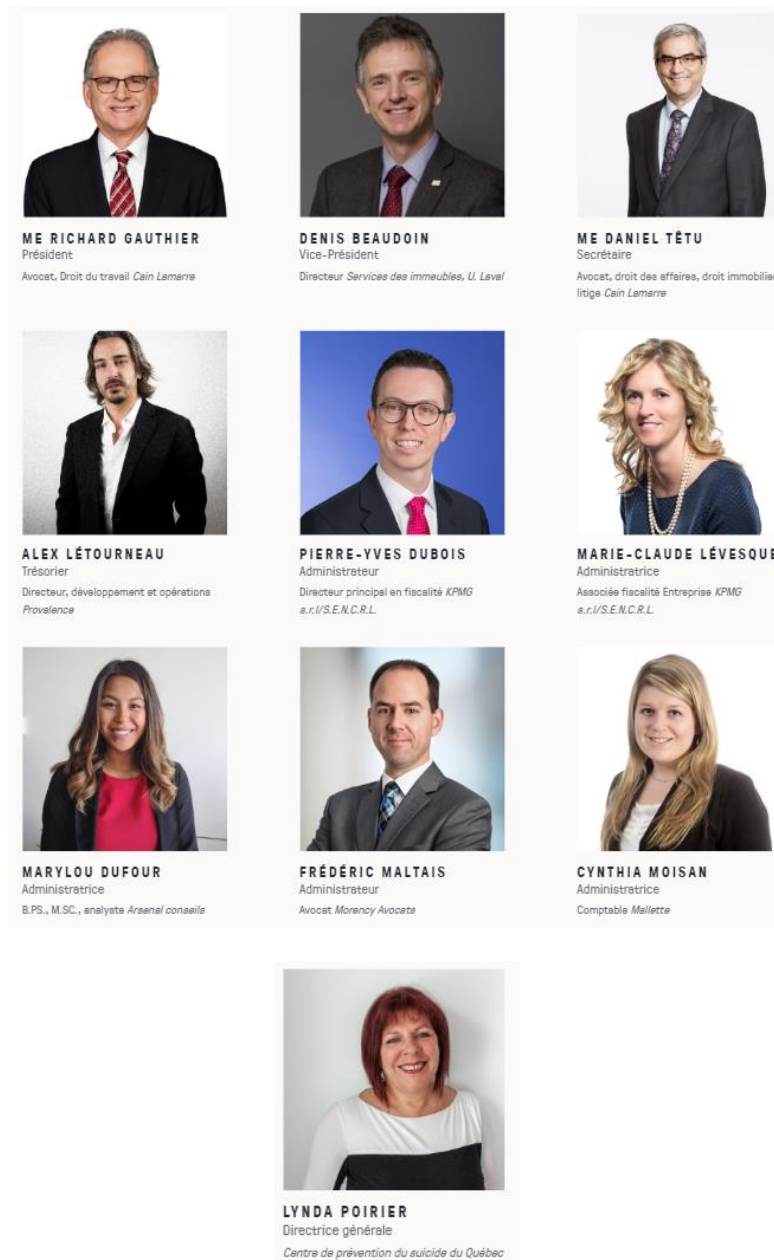 ME RICHARD GAUTHIER
Président
Avocat, Droit du travail Cain Lamarre
DENIS BEAUDOIN
Vice-Président
Directeur Services des immeubles, U. Laval
ME DANIEL TÊTU
Secrétaire
Avocat, droit des affaires, droit immobilier
litige Cain Lamarre
ALEX LÉTOURNEAU
Trésorier
Directeur, développement et opérations
Provalence
PIERRE-YVES DUBOIS
Administrateur
Directeur principal en fiscalité KPMG
s.r.l/S.E.N.C.R.L.
MARIE-CLAUDE LÉVESQUE
Administratrice
Associée fiscalité Entreprise KPMG
s.r.l/S.E.N.C.R.L.
MARYLOU DUFOUR
Administratrice
B.PS., M.SC., analyste Arsenal conseils
FRÉDÉRIC MALTAIS
Administrateur
Avocat Morency Avocats
CYNTHIA MOISAN
Administratrice
Comptable Mallette
LYNDA POIRIER
Directrice générale
Centre de prévention du suicide du Québec